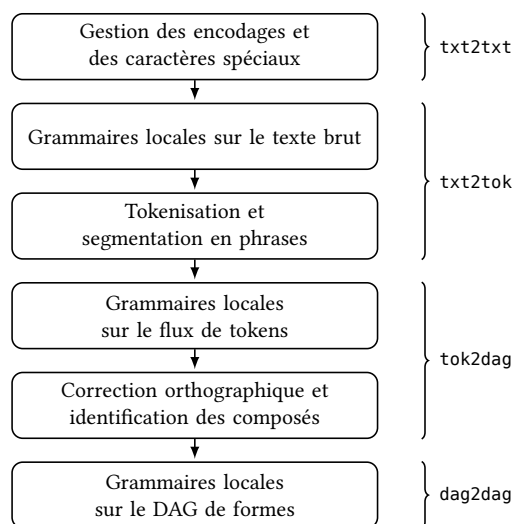 Gestion des encodages et
des caractères spéciaux
txt2txt
Grammaires locales sur le texte brut
txt2tok
Tokenisation et
segmentation en phrases
Grammaires locales
sur le flux de tokens
tok2dag
Correction orthographique et
identification des composés
Grammaires locales
sur le DAG de formes
dag2dag